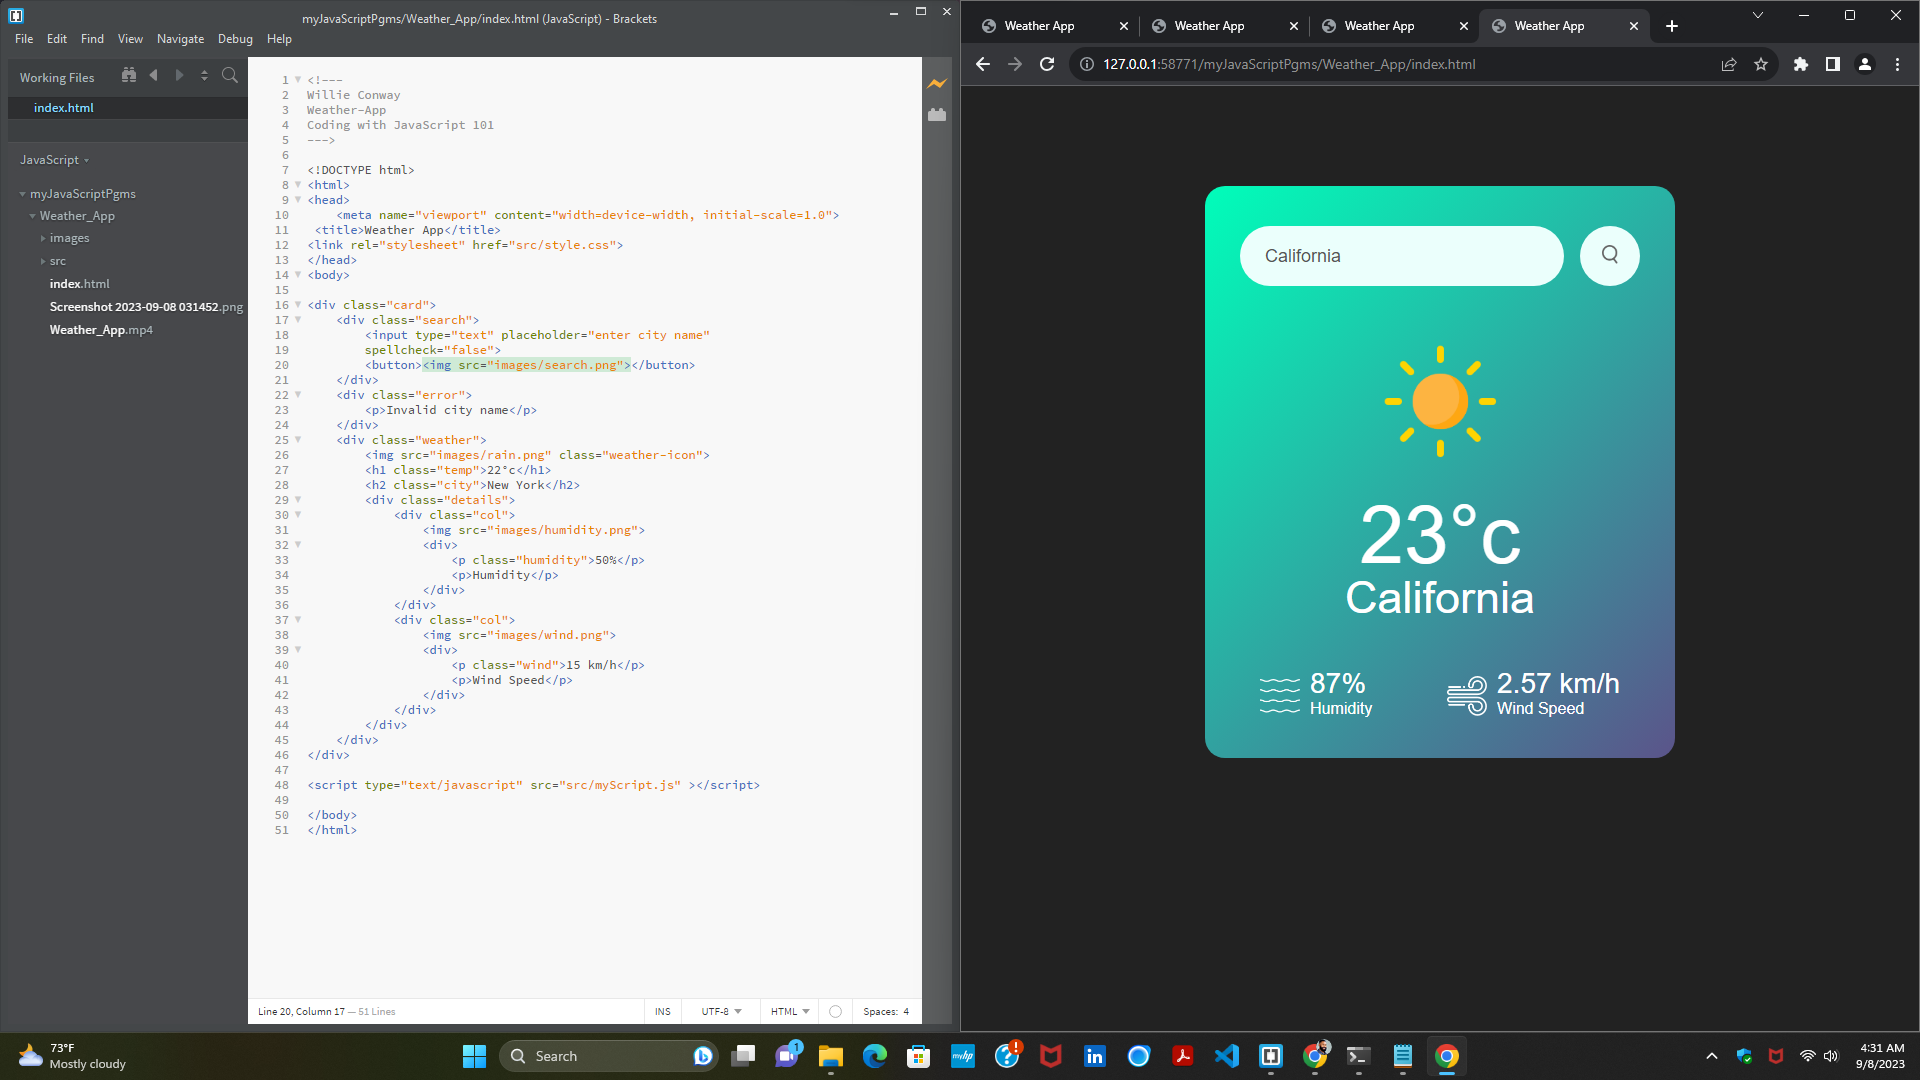 myJavaScriptPgms/Weather_App/index.html (JavaScript) - Brackets
File Edit Find View Navigate Debug Help
Working Files
index.html
JavaScript
myJavaScriptPgms
Weather_App
images
src
index.html
Screenshot 2023-09-08 031452.png
Weather_App.mp4
1 <!---
2 Willie Conway
3 Weather-App
4 Coding with JavaScript 101
5 --->
6
7 <!DOCTYPE html>
8 <html>
9 <head>
10 <meta name="viewport" content="width=device-width, initial-scale=1.0">
11 <title>Weather App</title>
12 <link rel="stylesheet" href="src/style.css">
13 </head>
14 <body>
15
16 <div class="card">
17 <div class="search">
18 <input type="text" placeholder="enter city name"
19 spellcheck="false">
20 <button><img src="images/search.png"></button>
21 </div>
22 <div class="error">
23 <p>Invalid city name</p>
24 </div>
25 <div class="weather">
26 <img src="images/rain.png" class="weather-icon">
27 <h1 class="temp">22°c</h1>
28 <h2 class="city">New York</h2>
29 <div class="details">
30 <div class="col">
31 <img src="images/humidity.png">
32 <div>
33 <p class="humidity">50%</p>
34 <p>Humidity</p>
35 </div>
36 </div>
37 <div class="col">
38 <img src="images/wind.png">
39 <div>
40 <p class="wind">15 km/h</p>
41 <p>Wind Speed</p>
42 </div>
43 </div>
44 </div>
45 </div>
46 </div>
47
48 <script type="text/javascript" src="src/myScript.js" ></script>
49
50 </body>
51 </html>
Line 20, Column 17 — 51 Lines
INS UTF-8 HTML Spaces: 4
Weather App Weather App Weather App Weather App
127.0.0.1:58771/myJavaScriptPgms/Weather_App/index.html
California
23°c
California
87%
Humidity
2.57 km/h
Wind Speed
73°F
Mostly cloudy
Search
1
myhp
4:31 AM
9/8/2023